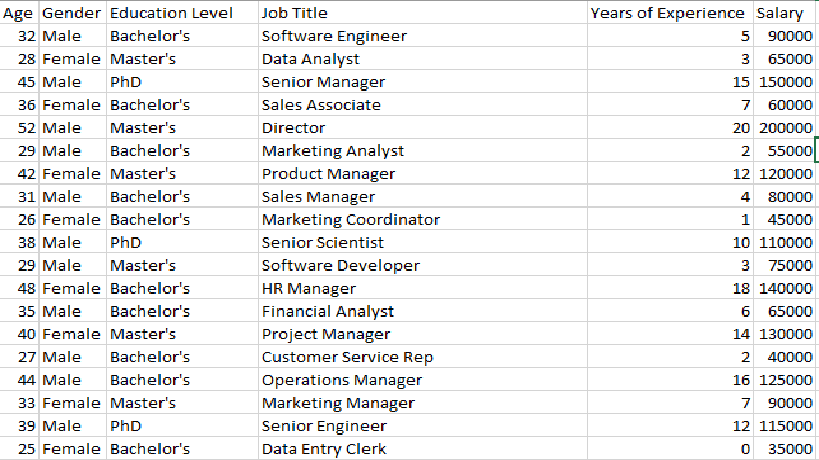 Age Gender Education Level Job Title Years of Experience Salary
32 Male Bachelor's Software Engineer 5 90000
28 Female Master's Data Analyst 3 65000
45 Male PhD Senior Manager 15 150000
36 Female Bachelor's Sales Associate 7 60000
52 Male Master's Director 20 200000
29 Male Bachelor's Marketing Analyst 2 55000
42 Female Master's Product Manager 12 120000
31 Male Bachelor's Sales Manager 4 80000
26 Female Bachelor's Marketing Coordinator 1 45000
38 Male PhD Senior Scientist 10 110000
29 Male Master's Software Developer 3 75000
48 Female Bachelor's HR Manager 18 140000
35 Male Bachelor's Financial Analyst 6 65000
40 Female Master's Project Manager 14 130000
27 Male Bachelor's Customer Service Rep 2 40000
44 Male Bachelor's Operations Manager 16 125000
33 Female Master's Marketing Manager 7 90000
39 Male PhD Senior Engineer 12 115000
25 Female Bachelor's Data Entry Clerk 0 35000